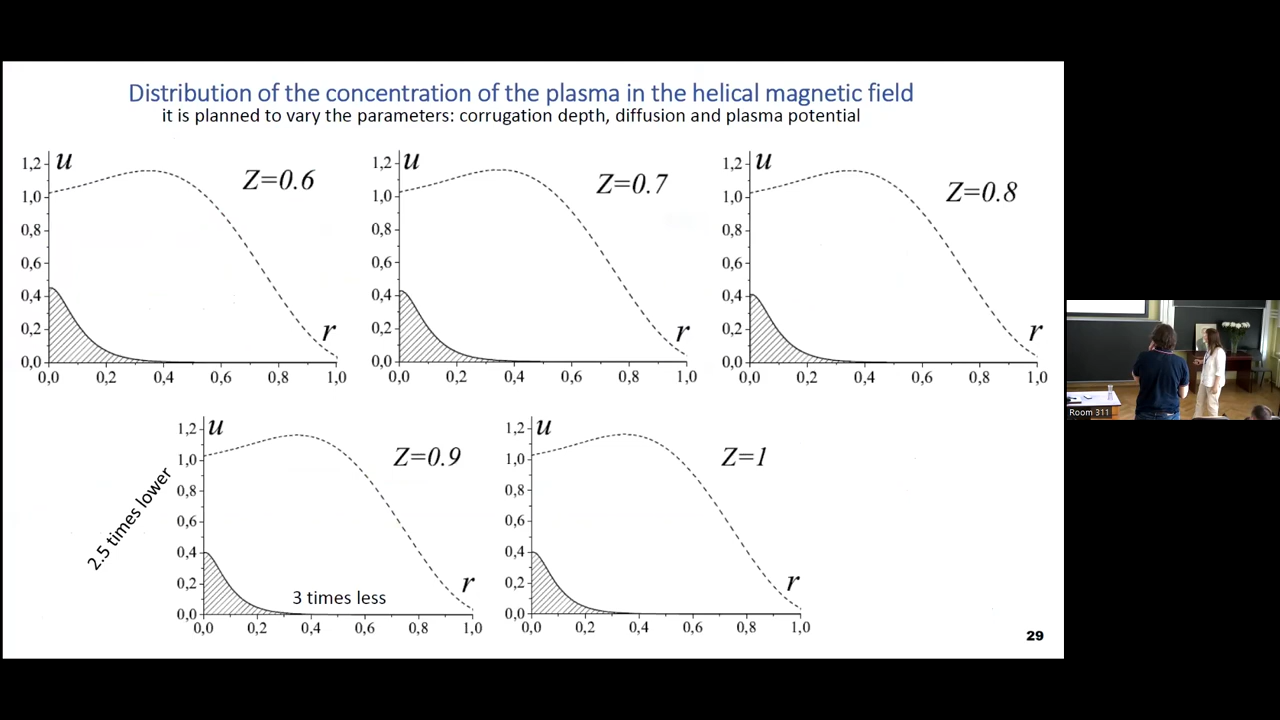 Distribution of the concentration of the plasma in the helical magnetic field
it is planned to vary the parameters: corrugation depth, diffusion and plasma potential
1,2 u
Z=0.6
1,0
0,8
0,6
0,4
0,2
r
0,0
0,0 0,2 0,4 0,6 0,8 1,0
1,2 u
Z=0.7
1,0
0,8
0,6
0,4
0,2
r
0,0
0,0 0,2 0,4 0,6 0,8 1,0
1,2 u
Z=0.8
1,0
0,8
0,6
0,4
0,2
r
0,0
0,0 0,2 0,4 0,6 0,8 1,0
2.5 times lower
1,2 u
Z=0.9
1,0
0,8
0,6
0,4
0,2
r
3 times less
0,0
0,0 0,2 0,4 0,6 0,8 1,0
1,2 u
Z=1
1,0
0,8
0,6
0,4
0,2
r
0,0
0,0 0,2 0,4 0,6 0,8 1,0
29
Room 311